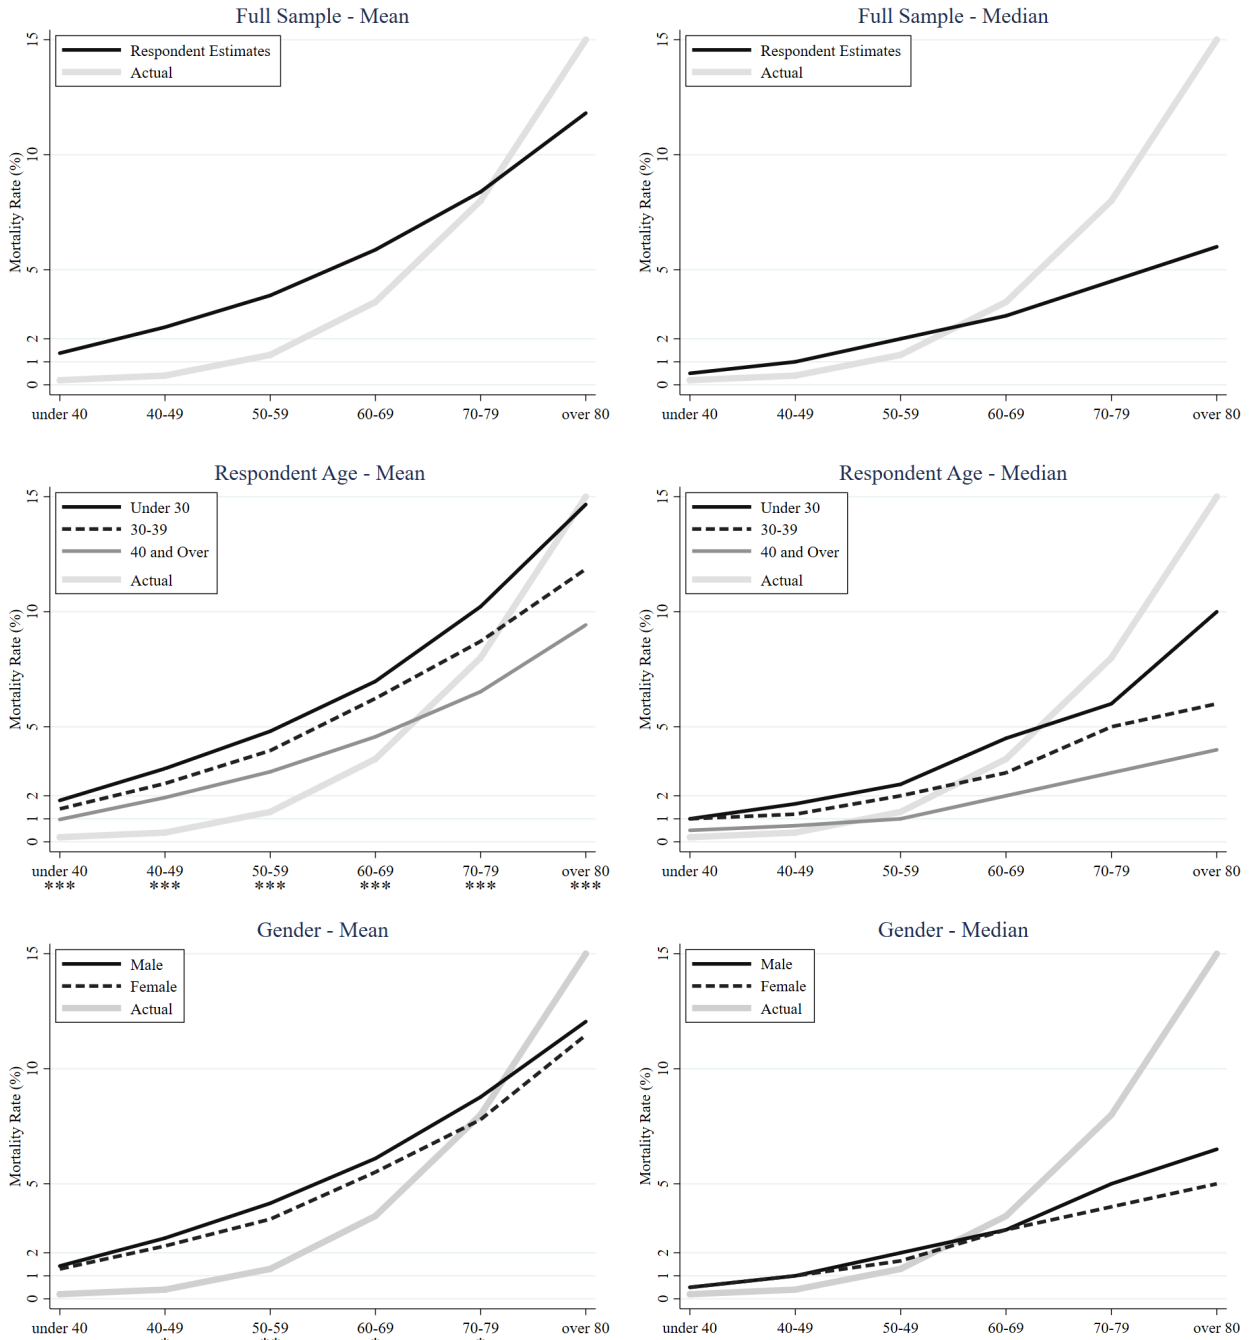 Full Sample - Mean
Respondent Estimates
Actual
Mortality Rate (%)
15
10
5
2
1
0
under 40 40-49 50-59 60-69 70-79 over 80
Full Sample - Median
Respondent Estimates
Actual
Mortality Rate (%)
15
10
5
2
1
0
under 40 40-49 50-59 60-69 70-79 over 80
Respondent Age - Mean
Under 30
30-39
40 and Over
Actual
Mortality Rate (%)
15
10
5
2
1
0
under 40 40-49 50-59 60-69 70-79 over 80
*** *** *** *** *** ***
Respondent Age - Median
Under 30
30-39
40 and Over
Actual
Mortality Rate (%)
15
10
5
2
1
0
under 40 40-49 50-59 60-69 70-79 over 80
Gender - Mean
Male
Female
Actual
Mortality Rate (%)
15
10
5
2
1
0
under 40 40-49 50-59 60-69 70-79 over 80
* ** * *
Gender - Median
Male
Female
Actual
Mortality Rate (%)
15
10
5
2
1
0
under 40 40-49 50-59 60-69 70-79 over 80